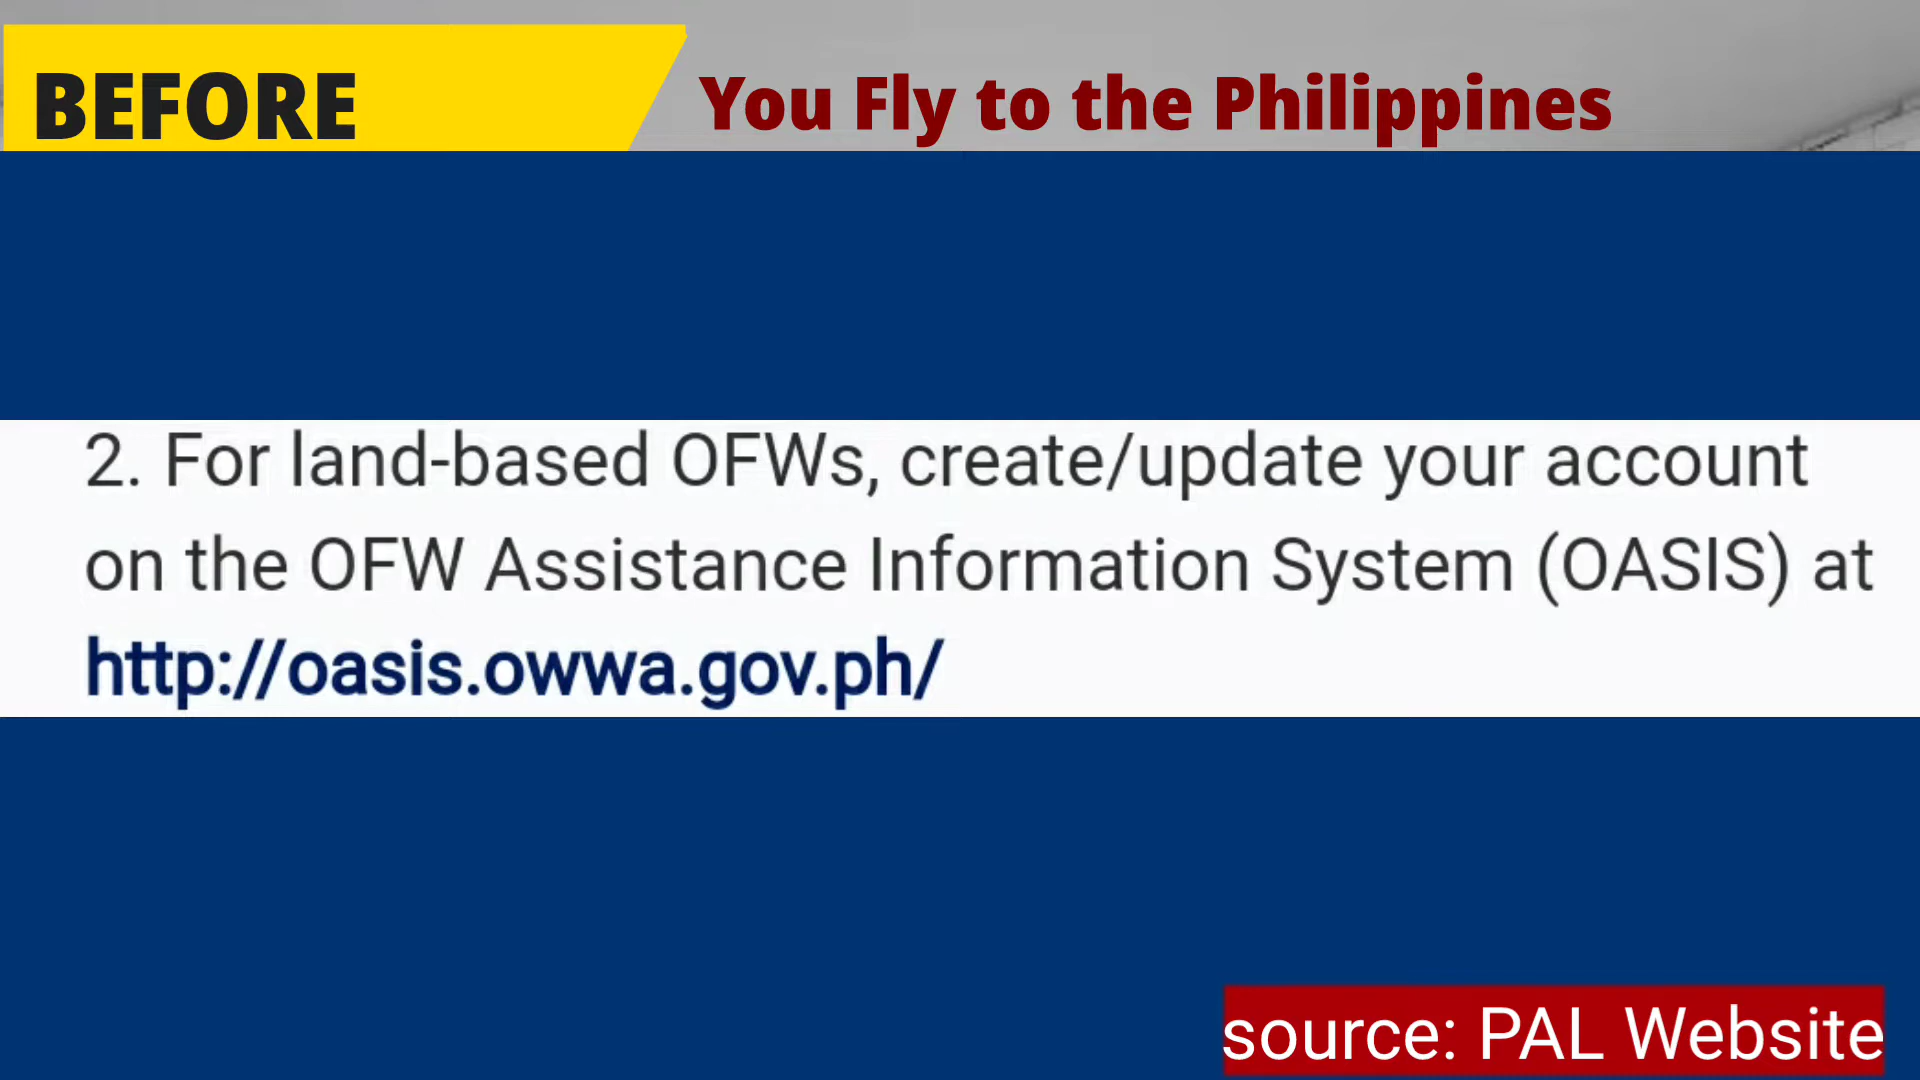 BEFORE
You Fly to the Philippines
2. For land-based OFWs, create/update your account
on the OFW Assistance Information System (OASIS) at
http://oasis.owwa.gov.ph/
source: PAL Website